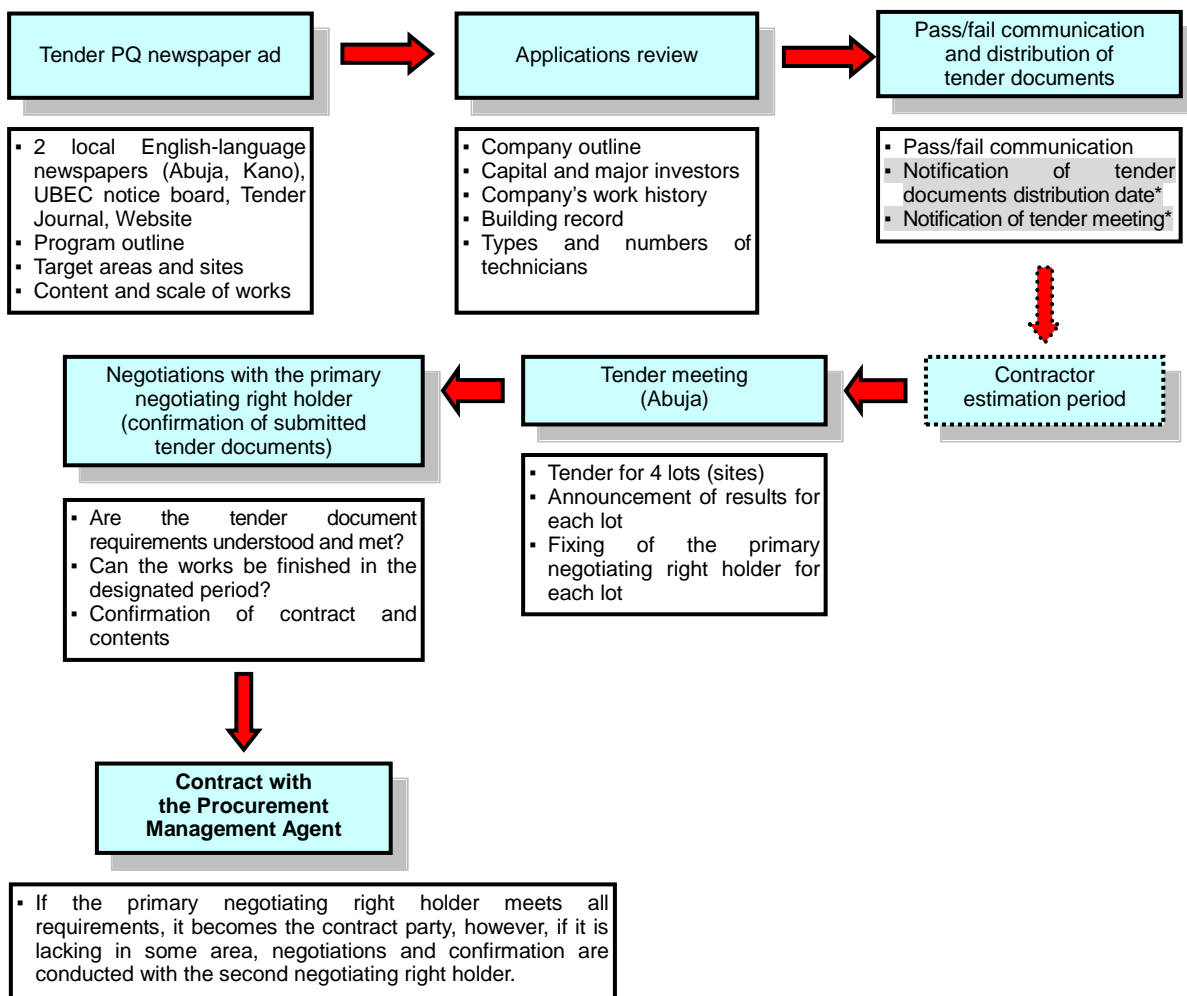 Tender PQ newspaper ad
Applications review
Pass/fail communication
and distribution of
tender documents
▪ 2 local English-language
newspapers (Abuja, Kano),
UBEC notice board, Tender
Journal, Website
▪ Program outline
▪ Target areas and sites
▪ Content and scale of works
▪ Company outline
▪ Capital and major investors
▪ Company's work history
▪ Building record
▪ Types and numbers of
technicians
▪ Pass/fail communication
▪ Notification of tender
documents distribution date*
▪ Notification of tender meeting*
Contractor
estimation period
Tender meeting
(Abuja)
▪ Tender for 4 lots (sites)
▪ Announcement of results for
each lot
▪ Fixing of the primary
negotiating right holder for
each lot
Negotiations with the primary
negotiating right holder
(confirmation of submitted
tender documents)
▪ Are the tender document
requirements understood and met?
▪ Can the works be finished in the
designated period?
▪ Confirmation of contract and
contents
Contract with
the Procurement
Management Agent
▪ If the primary negotiating right holder meets all
requirements, it becomes the contract party, however, if it is
lacking in some area, negotiations and confirmation are
conducted with the second negotiating right holder.